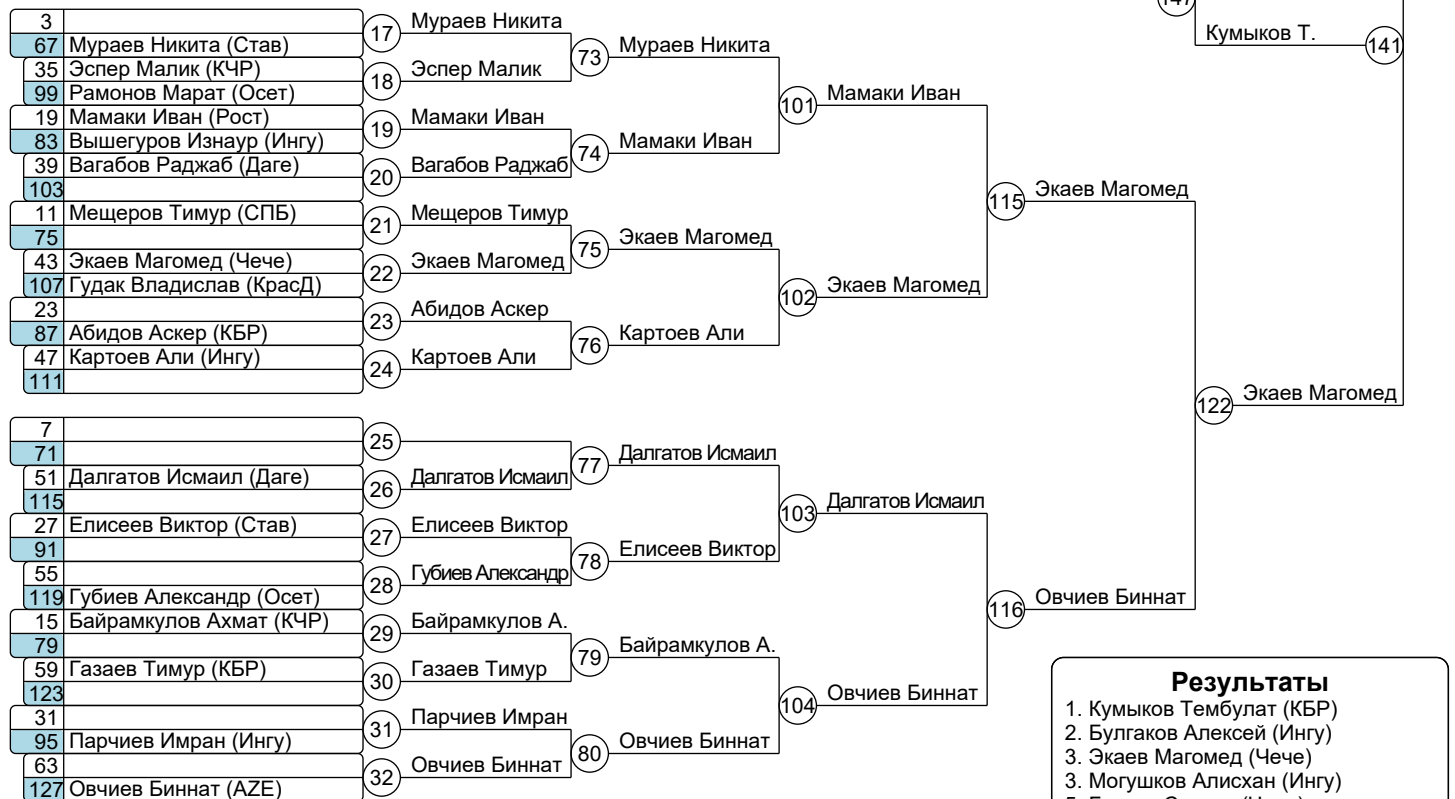 147
Кумыков Т.
141
3
67 Мураев Никита (Став)
17
Мураев Никита
35 Эспер Малик (КЧР)
99 Рамонов Марат (Осет)
18
Эспер Малик
73
Мураев Никита
19 Мамаки Иван (Рост)
83 Вышегуров Изнаур (Ингу)
19
Мамаки Иван
39 Вагабов Раджаб (Даге)
103
20
Вагабов Раджаб
74
Мамаки Иван
101
Мамаки Иван
11 Мещеров Тимур (СПБ)
75
21
Мещеров Тимур
43 Экаев Магомед (Чече)
107 Гудак Владислав (КрасД)
22
Экаев Магомед
75
Экаев Магомед
23
87 Абидов Аскер (КБР)
23
Абидов Аскер
47 Картоев Али (Ингу)
111
24
Картоев Али
76
Картоев Али
102
Экаев Магомед
115
Экаев Магомед
7
71
25
51 Далгатов Исмаил (Даге)
115
26
Далгатов Исмаил
77
Далгатов Исмаил
27 Елисеев Виктор (Став)
91
27
Елисеев Виктор
55
119 Губиев Александр (Осет)
28
Губиев Александр
78
Елисеев Виктор
103
Далгатов Исмаил
15 Байрамкулов Ахмат (КЧР)
79
29
Байрамкулов А.
59 Газаев Тимур (КБР)
123
30
Газаев Тимур
79
Байрамкулов А.
31
95 Парчиев Имран (Ингу)
31
Парчиев Имран
63
127 Овчиев Биннат (AZE)
32
Овчиев Биннат
80
Овчиев Биннат
104
Овчиев Биннат
116
Овчиев Биннат
122
Экаев Магомед
Результаты
1. Кумыков Тембулат (КБР)
2. Булгаков Алексей (Ингу)
3. Экаев Магомед (Чече)
3. Могушков Алисхан (Ингу)